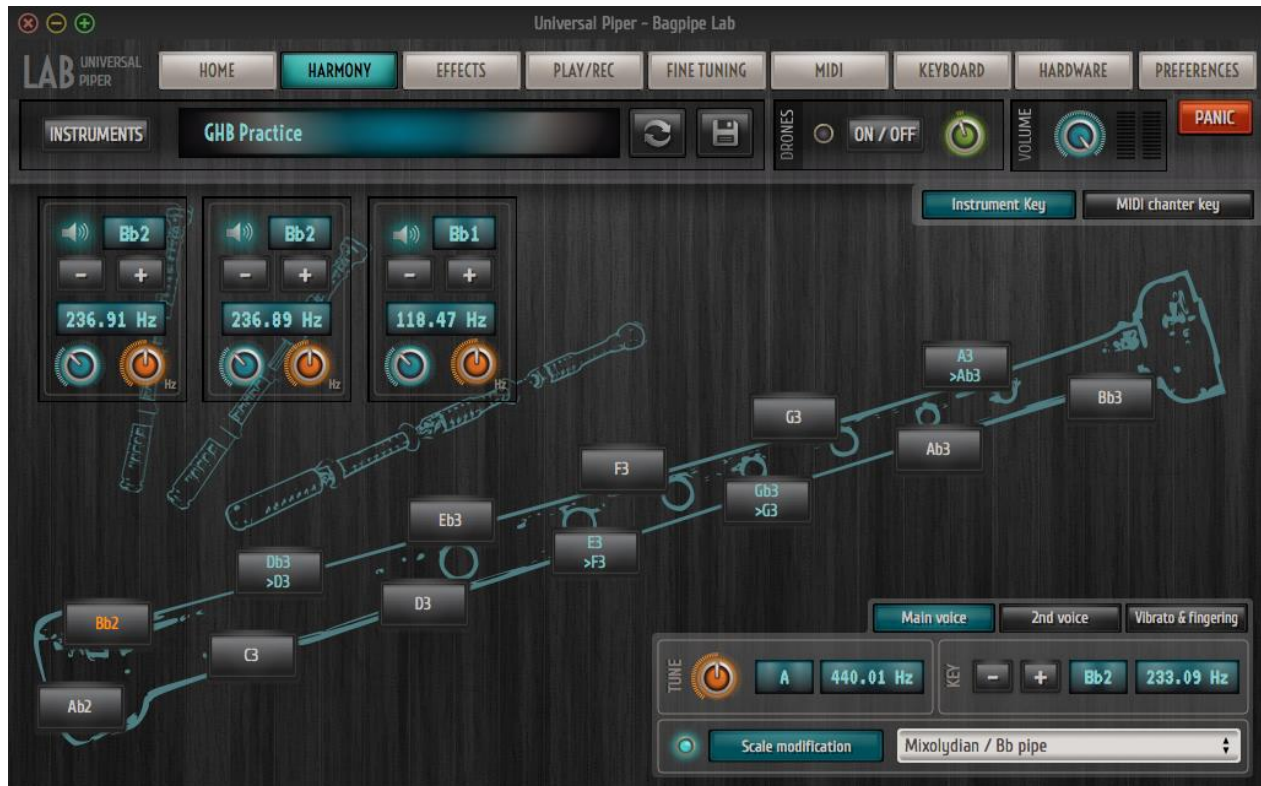 Universal Piper - Bagpipe Lab
LAB UNIVERSAL PIPER
HOME
HARMONY
EFFECTS
PLAY/REC
FINE TUNING
MIDI
KEYBOARD
HARDWARE
PREFERENCES
INSTRUMENTS
GHB Practice
DRONES
ON / OFF
VOLUME
PANIC
Instrument Key
MIDI chanter key
Bb2
- +
236.91 Hz
Hz
Bb2
- +
236.89 Hz
Hz
Bb1
- +
118.47 Hz
Hz
A3
>Ab3
Bb3
G3
Ab3
F3
Gb3
>G3
Eb3
E3
>F3
Db3
>D3
D3
Bb2
C3
Ab2
Main voice
2nd voice
Vibrato & fingering
TUNE
A
440.01 Hz
KEY
- +
Bb2
233.09 Hz
Scale modification
Mixolydian / Bb pipe